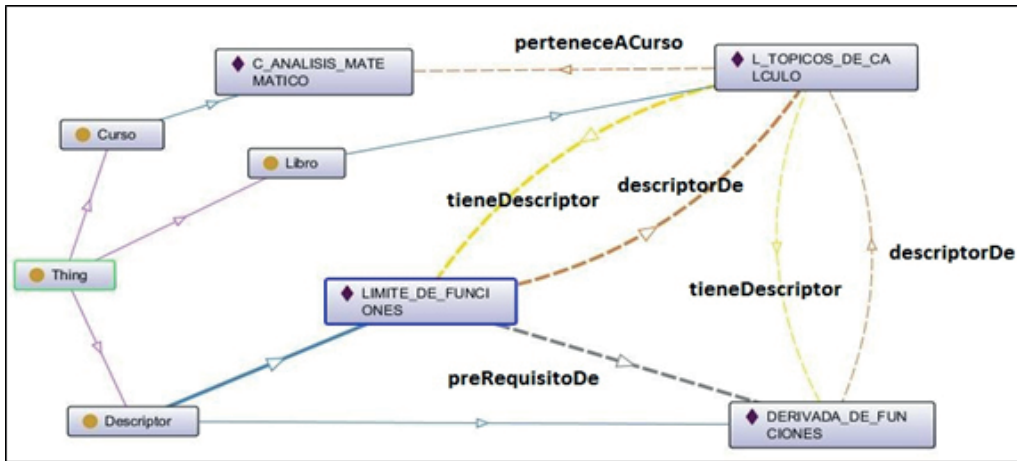 perteneceACurso
C_ANALISIS_MATE
MATICO
L_TOPICOS_DE_CA
LCULO
Curso
Libro
tieneDescriptor
descriptorDe
descriptorDe
Thing
LIMITE_DE_FUNCI
ONES
tieneDescriptor
preRequisitoDe
Descriptor
DERIVADA_DE_FUN
CIONES